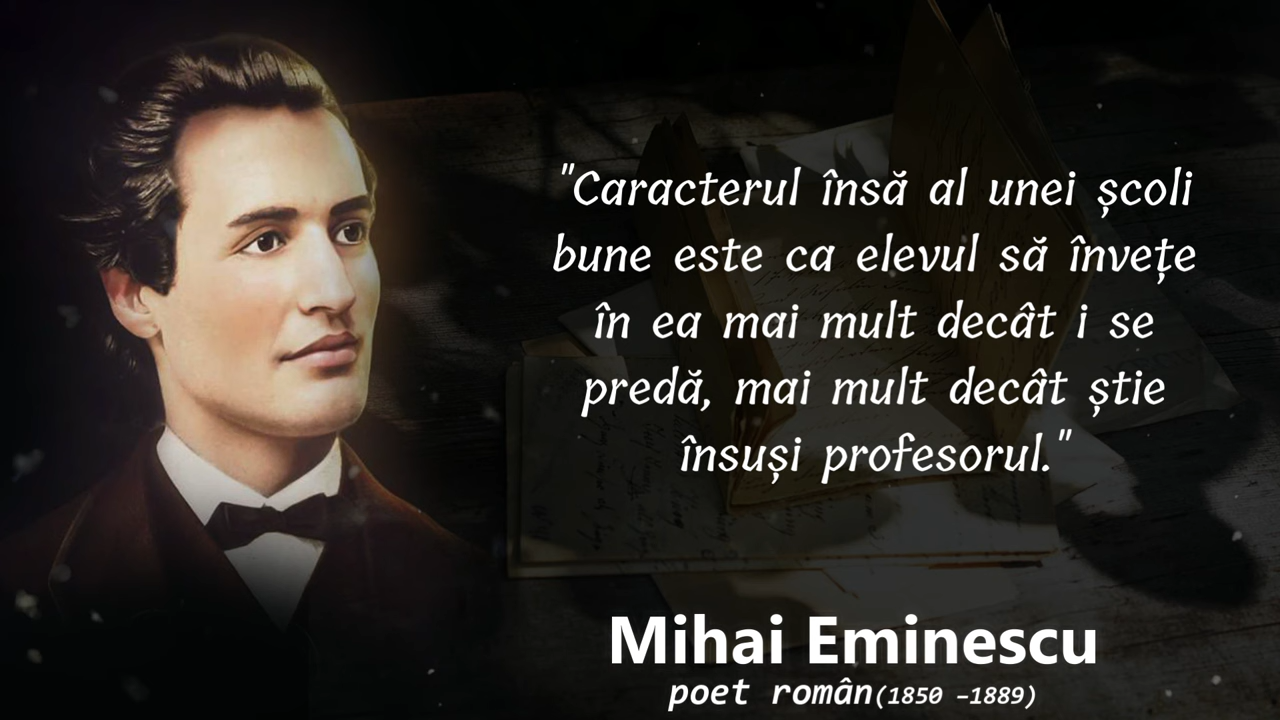 "Caracterul însă al unei școli
bune este ca elevul să învețe
în ea mai mult decât i se
predă, mai mult decât știe
însuși profesorul."
Mihai Eminescu
poet român(1850 –1889)